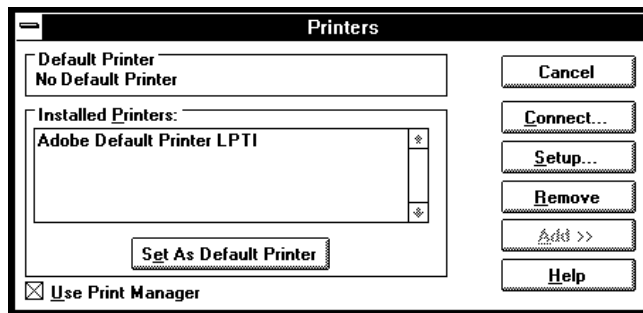 Printers
Default Printer
No Default Printer
Installed Printers:
Adobe Default Printer LPTI
Set As Default Printer
Use Print Manager
Cancel
Connect...
Setup...
Remove
Add >>
Help